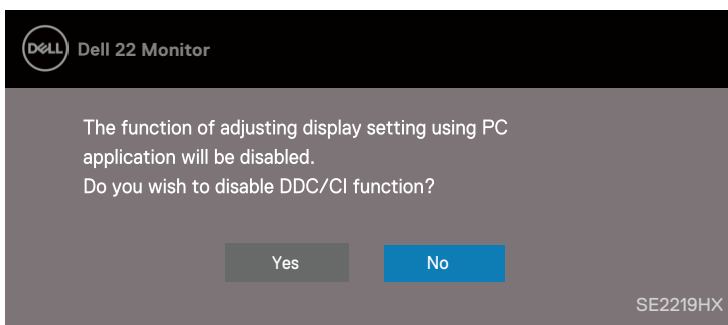 DELL
Dell 22 Monitor
The function of adjusting display setting using PC
application will be disabled.
Do you wish to disable DDC/CI function?
Yes
No
SE2219HX